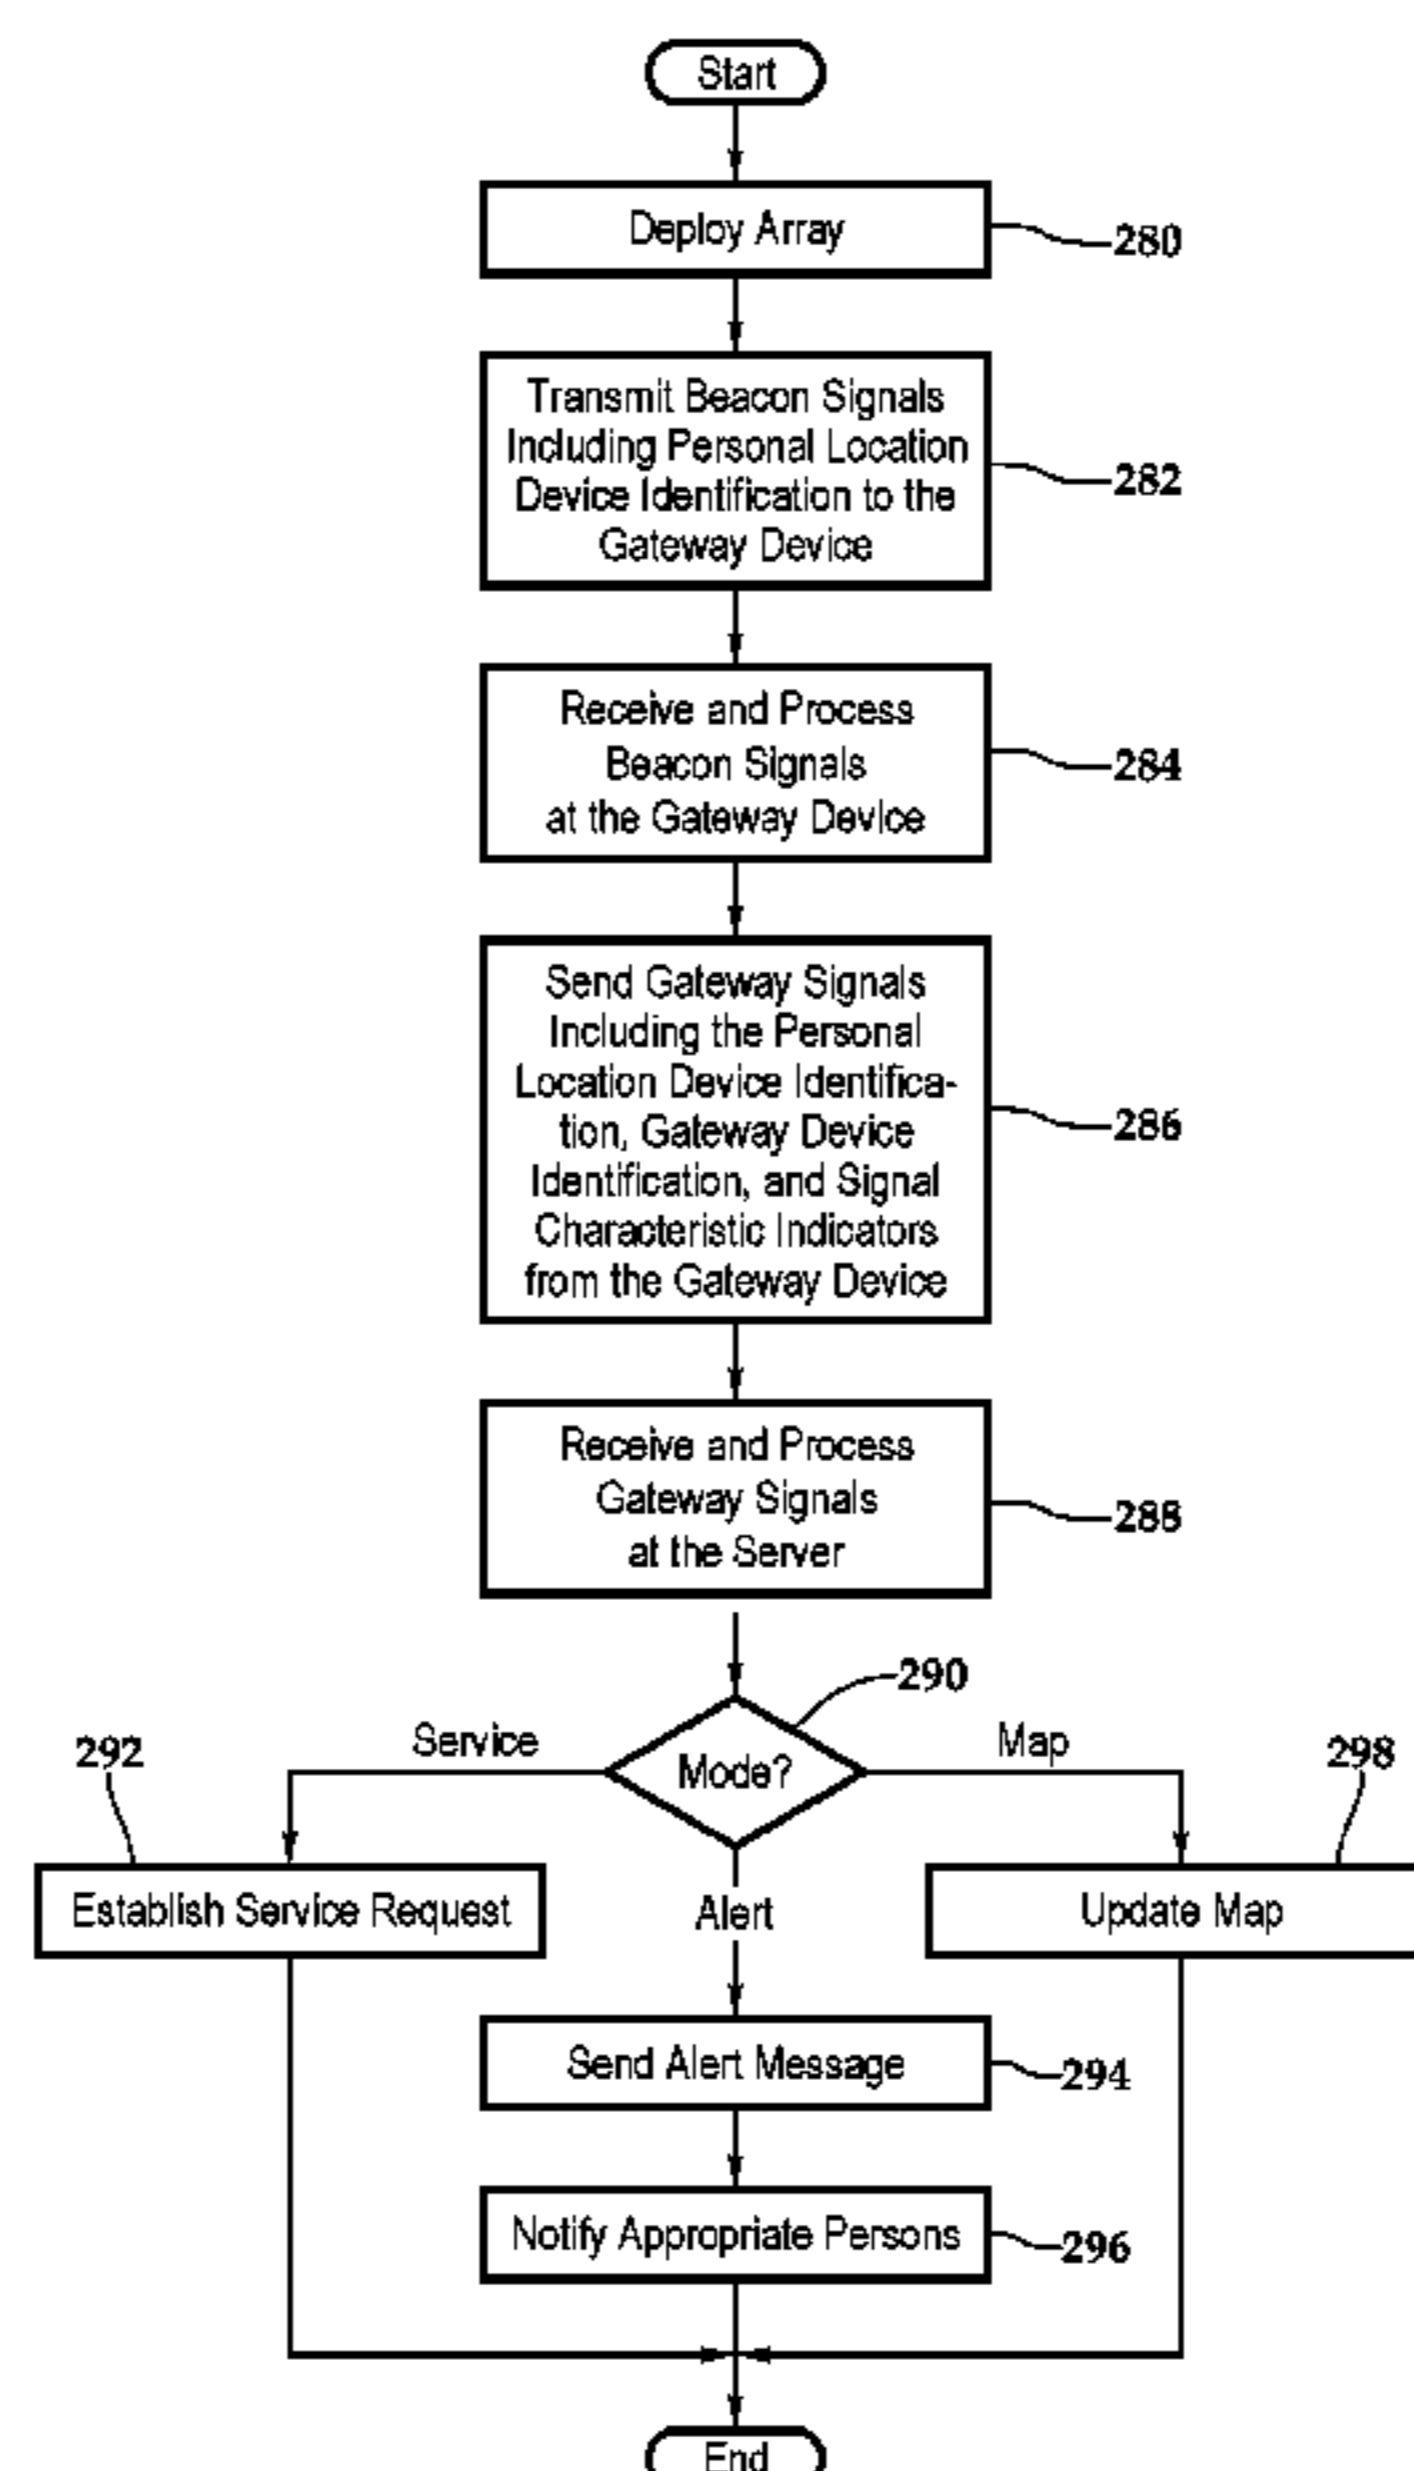 Start
Deploy Array
280
Transmit Beacon Signals
Including Personal Location
Device Identification to the
Gateway Device
282
Receive and Process
Beacon Signals
at the Gateway Device
284
Send Gateway Signals
Including the Personal
Location Device Identifica-
tion, Gateway Device
Identification, and Signal
Characteristic Indicators
from the Gateway Device
286
Receive and Process
Gateway Signals
at the Server
288
290
Mode?
Service
Map
292
298
Establish Service Request
Alert
Update Map
Send Alert Message
294
Notify Appropriate Persons
296
End